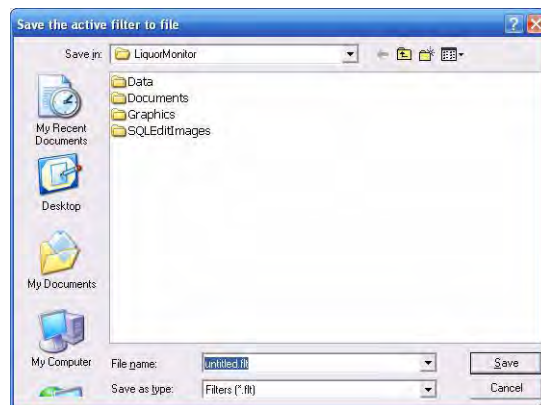 Save the active filter to file
Save in: LiquorMonitor
Data
Documents
Graphics
SQLEditImages
My Recent
Documents
Desktop
My Documents
My Computer
File name: untitled.flt Save
Save as type: Filters (*.flt) Cancel